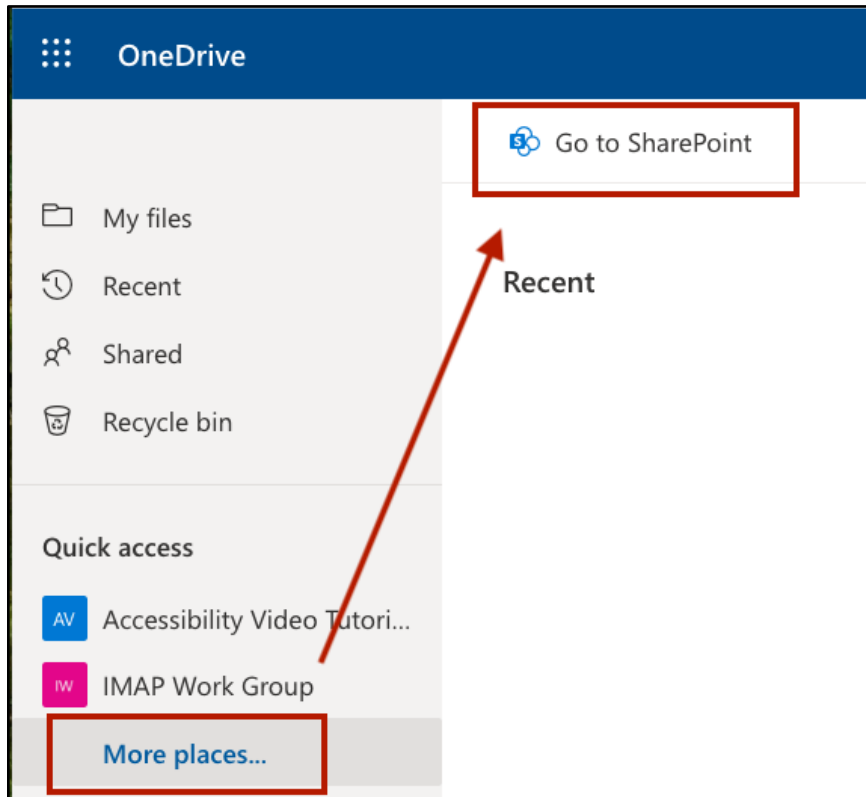 OneDrive
Go to SharePoint
My files
Recent
Shared
Recycle bin
Recent
Quick access
AV Accessibility Video Tutori...
IW IMAP Work Group
More places...